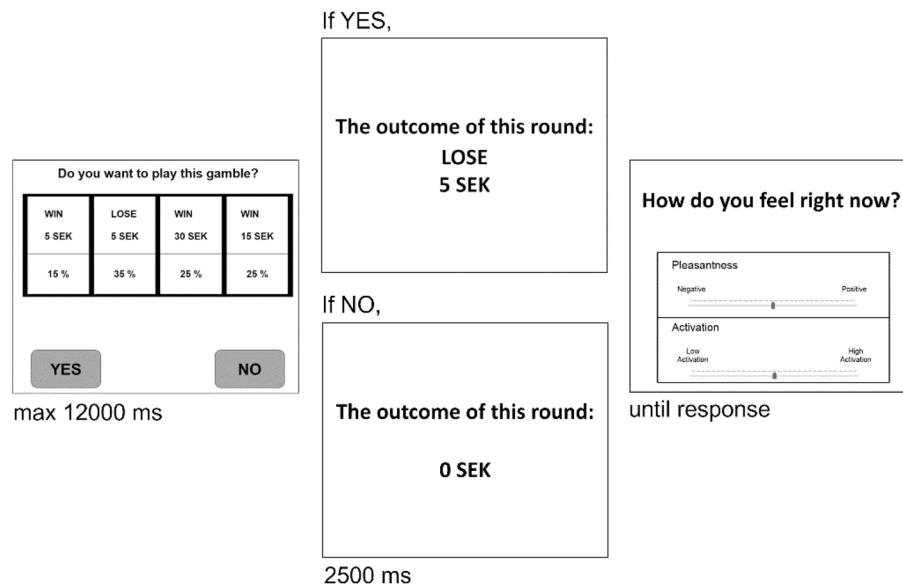 Do you want to play this gamble?
WIN LOSE WIN WIN
5 SEK 5 SEK 30 SEK 15 SEK
15 % 35 % 25 % 25 %
YES NO
max 12000 ms
If YES,
The outcome of this round:
LOSE
5 SEK
If NO,
The outcome of this round:
0 SEK
2500 ms
How do you feel right now?
Pleasantness
Negative Positive
Activation
Low High
Activation Activation
until response